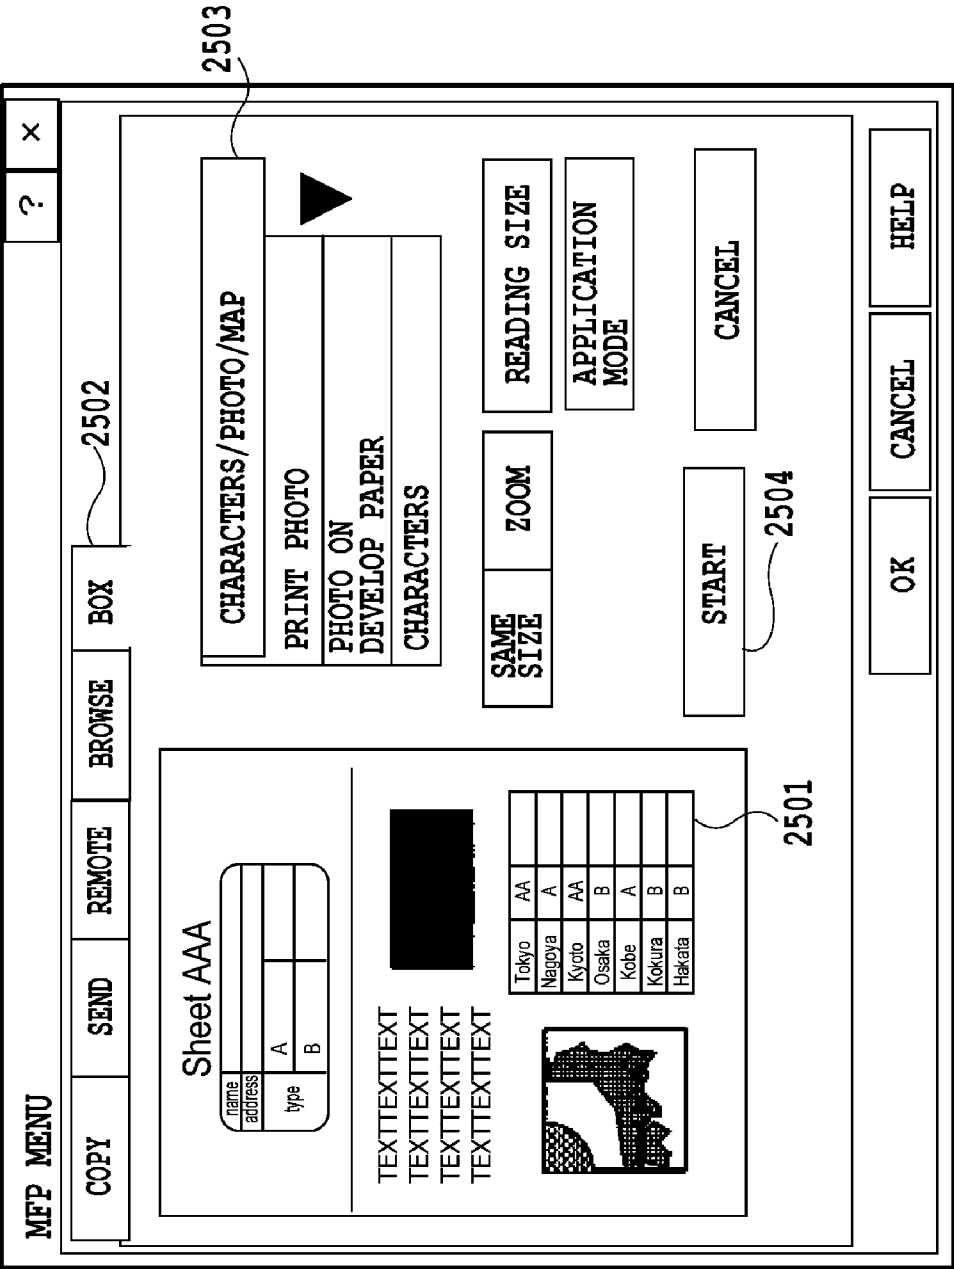 MFP MENU
? ×
COPY SEND REMOTE BROWSE BOX
2502
2503
Sheet AAA
name
address
type A
B
TEXTTEXTTEXT
TEXTTEXTTEXT
TEXTTEXTTEXT
TEXTTEXTTEXT
Tokyo AA
Nagoya A
Kyoto AA
Osaka B
Kobe A
Kokura B
Hakata B
2501
CHARACTERS/PHOTO/MAP
PRINT PHOTO
PHOTO ON
DEVELOP PAPER
CHARACTERS
SAME
SIZE
ZOOM
READING SIZE
APPLICATION
MODE
START
CANCEL
2504
OK CANCEL HELP